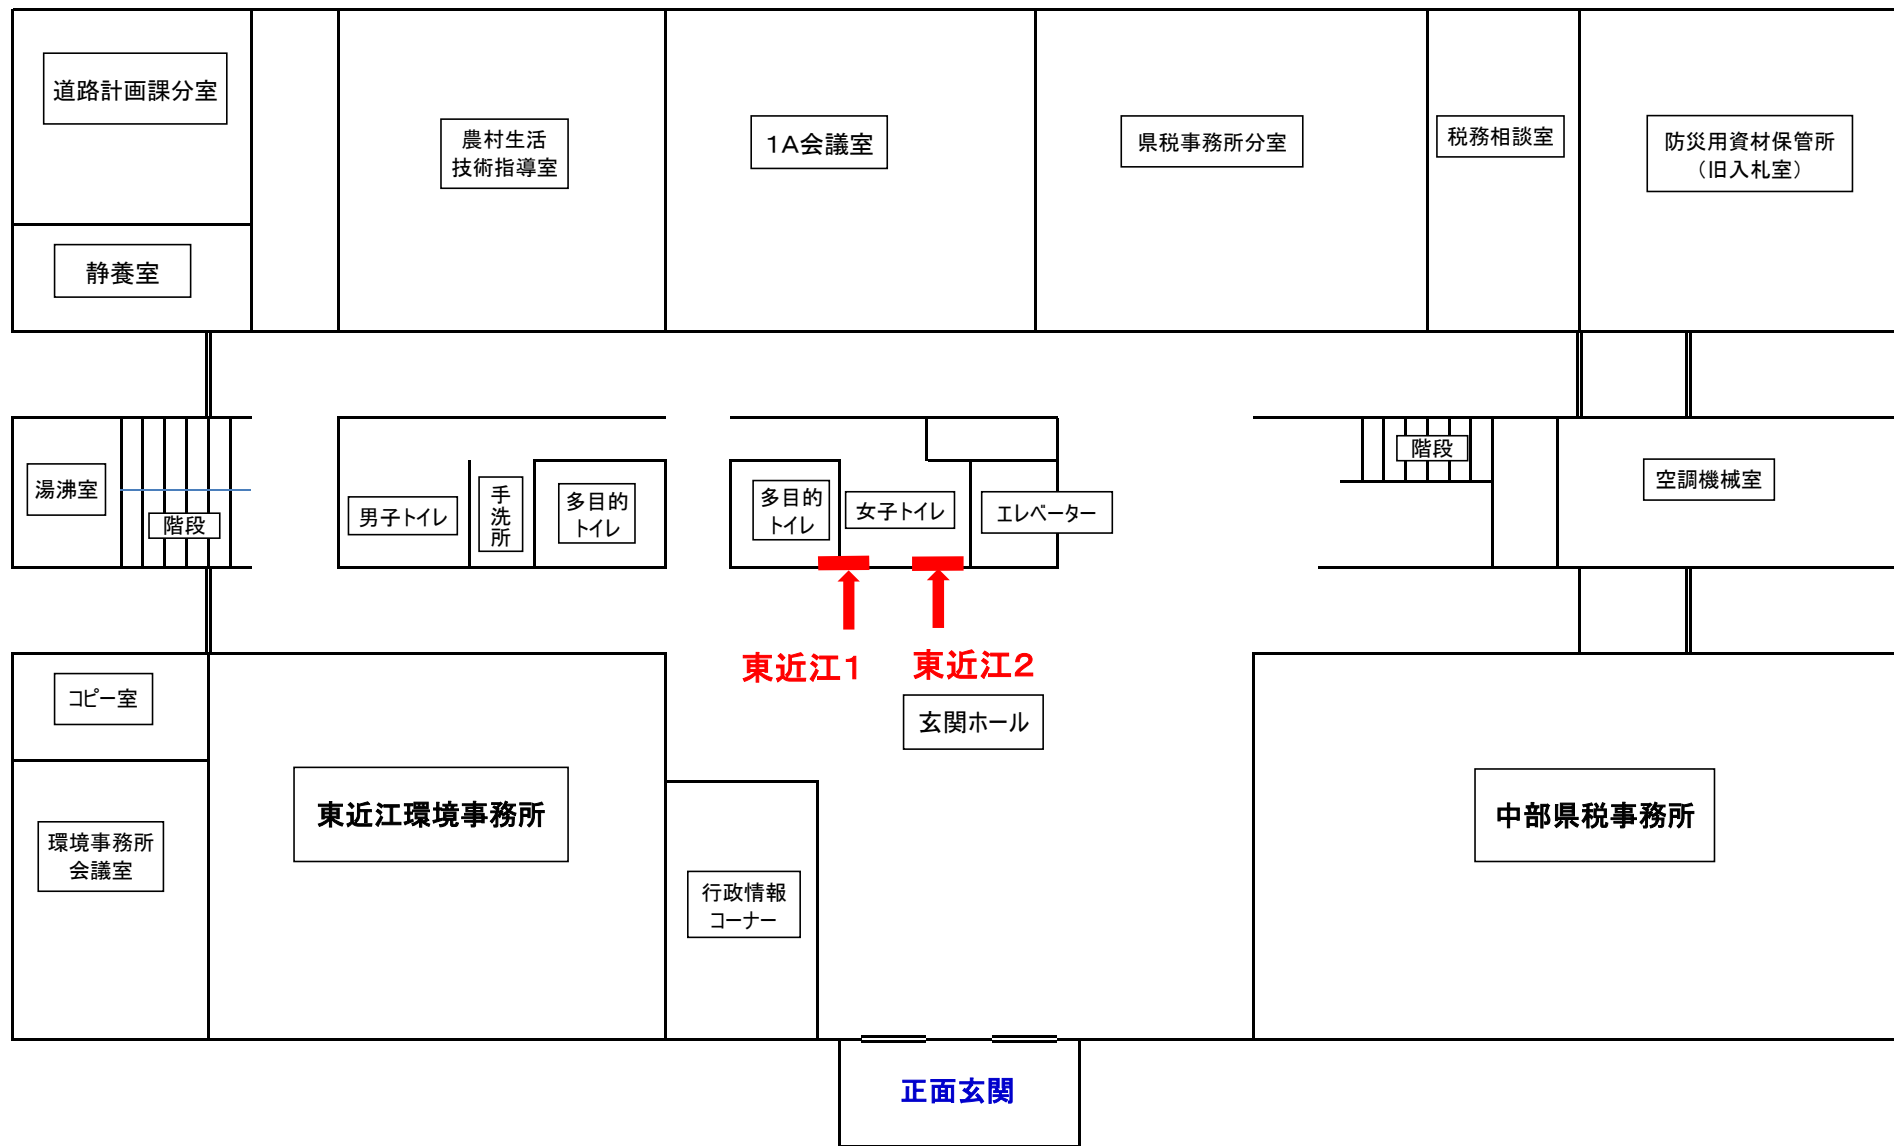 道路計画課分室
農村生活
技術指導室
1A会議室
県税事務所分室
税務相談室
防災用資材保管所
（旧入札室）
静養室
湯沸室
階段
男子トイレ
手洗所
多目的
トイレ
多目的
トイレ
女子トイレ
エレベーター
階段
空調機械室
東近江1
東近江2
コピー室
玄関ホール
東近江環境事務所
中部県税事務所
環境事務所
会議室
行政情報
コーナー
正面玄関